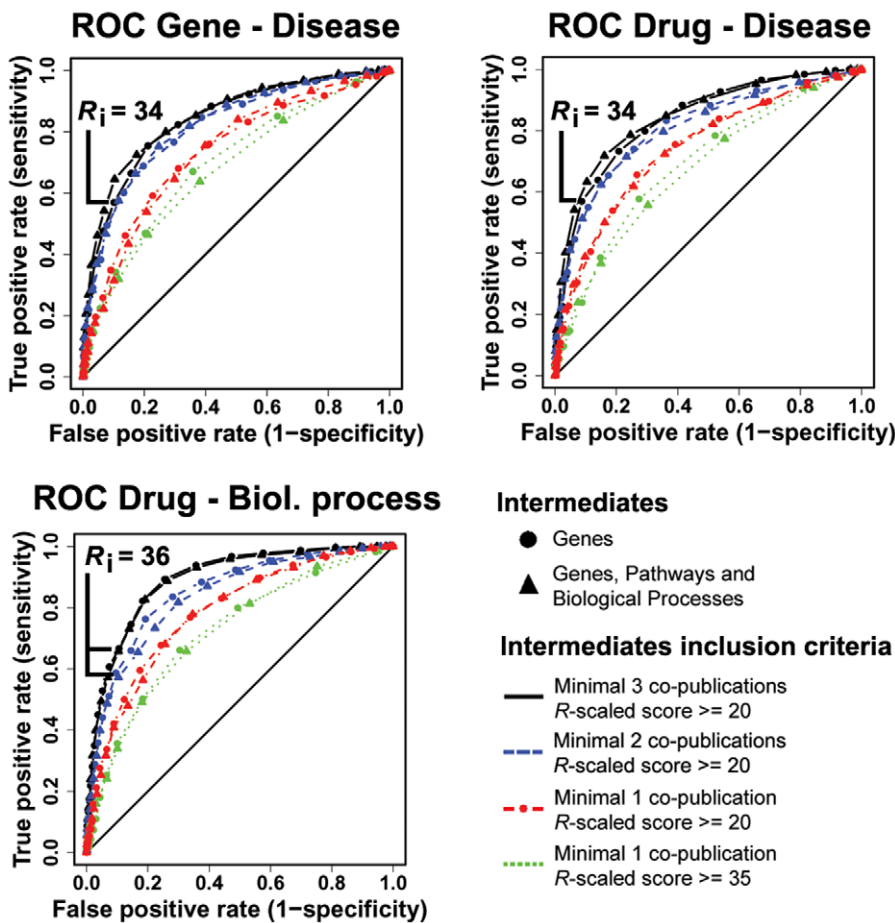 ROC Gene - Disease
True positive rate (sensitivity)
1.0
0.8
0.6
0.4
0.2
0.0
Ri = 34
0.0 0.2 0.4 0.6 0.8 1.0
False positive rate (1−specificity)
ROC Drug - Disease
True positive rate (sensitivity)
1.0
0.8
0.6
0.4
0.2
0.0
Ri = 34
0.0 0.2 0.4 0.6 0.8 1.0
False positive rate (1−specificity)
ROC Drug - Biol. process
True positive rate (sensitivity)
1.0
0.8
0.6
0.4
0.2
0.0
Ri = 36
0.0 0.2 0.4 0.6 0.8 1.0
False positive rate (1−specificity)
Intermediates
Genes
Genes, Pathways and
Biological Processes
Intermediates inclusion criteria
Minimal 3 co-publications
R-scaled score >= 20
Minimal 2 co-publications
R-scaled score >= 20
Minimal 1 co-publication
R-scaled score >= 20
Minimal 1 co-publication
R-scaled score >= 35